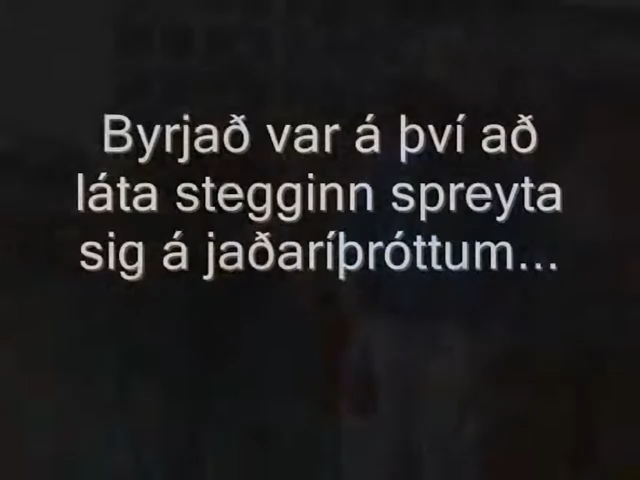 Byrjað var á því að
láta stegginn spreyta
sig á jaðaríþróttum...